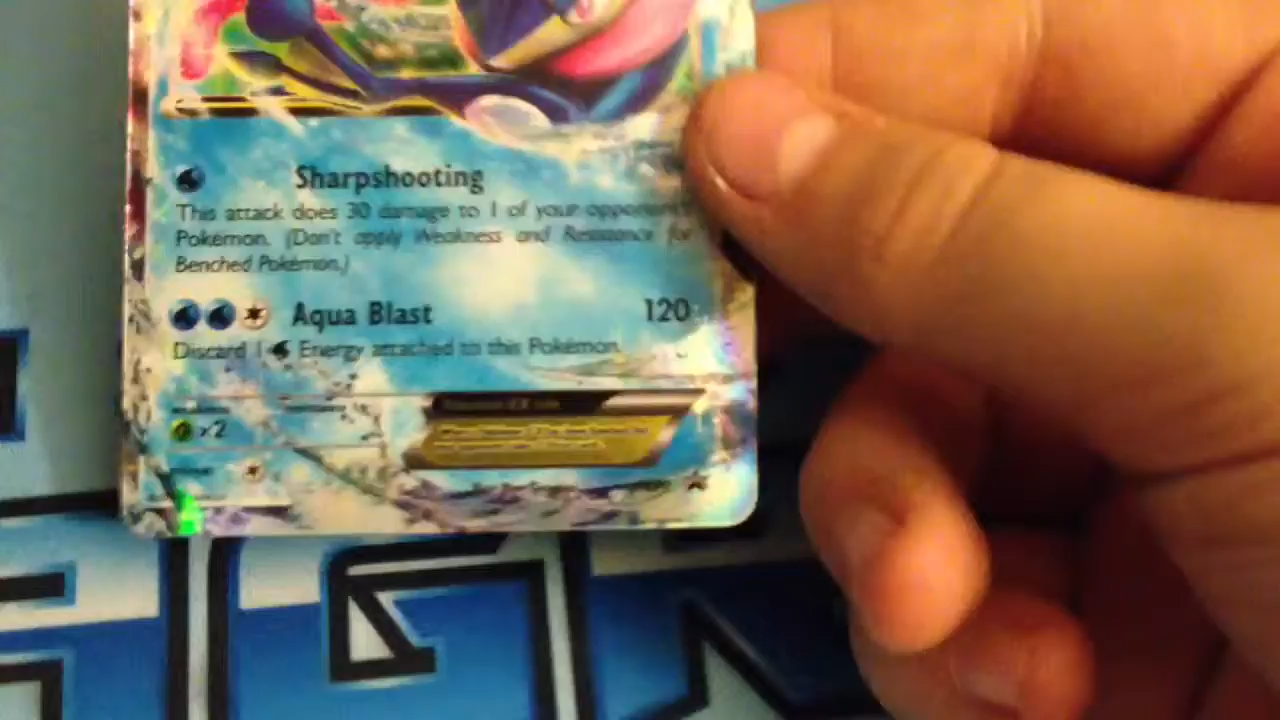 Sharpshooting
This attack does 30 damage to 1 of your opponent's
Pokémon. (Don't apply Weakness and Resistance for
Benched Pokémon.)
Aqua Blast 120
Discard 1 Energy attached to this Pokémon.
×2